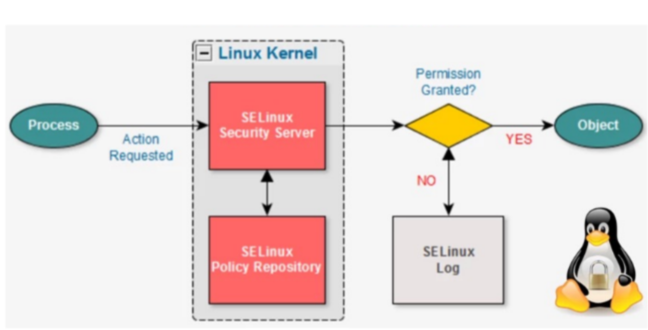 Linux Kernel
Process
Action
Requested
SELinux
Security Server
Permission
Granted?
YES
Object
NO
SELinux
Policy Repository
SELinux
Log